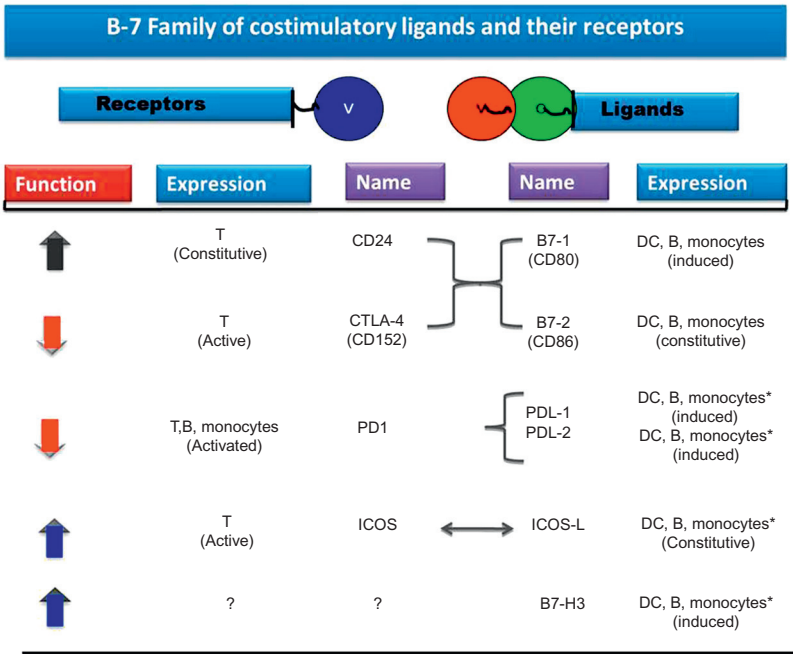 B-7 Family of costimulatory ligands and their receptors
Receptors
V
Ligands
Function
Expression
Name
Name
Expression
T
(Constitutive)
CD24
B7-1
(CD80)
DC, B, monocytes
(induced)
T
(Active)
CTLA-4
(CD152)
B7-2
(CD86)
DC, B, monocytes
(constitutive)
T,B, monocytes
(Activated)
PD1
PDL-1
PDL-2
DC, B, monocytes*
(induced)
DC, B, monocytes*
(induced)
T
(Active)
ICOS
ICOS-L
DC, B, monocytes*
(Constitutive)
?
?
B7-H3
DC, B, monocytes*
(induced)